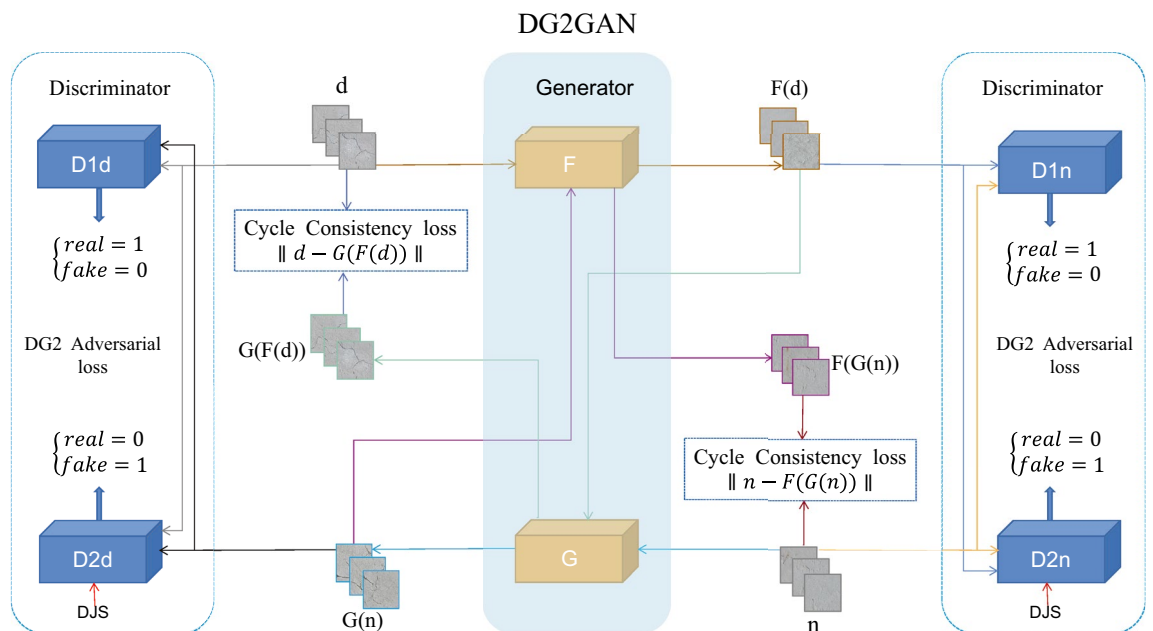 DG2GAN
Discriminator
d
Generator
F(d)
Discriminator
D1d
F
D1n
Cycle Consistency loss
‖ d − G(F(d)) ‖
{real = 1
fake = 0
{real = 1
fake = 0
DG2 Adversarial
loss
G(F(d))
F(G(n))
DG2 Adversarial
loss
{real = 0
fake = 1
Cycle Consistency loss
‖ n − F(G(n)) ‖
{real = 0
fake = 1
D2d
G
D2n
DJS
G(n)
n
DJS